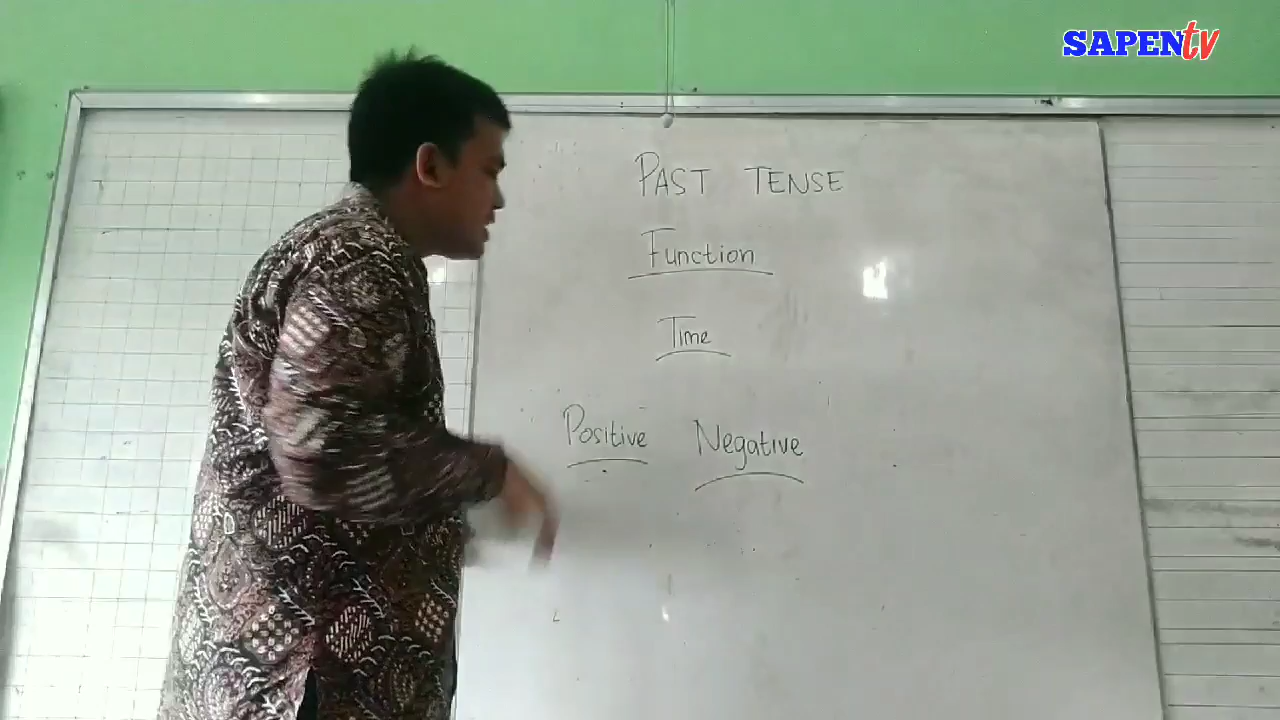 SAPENtv
PAST TENSE
Function
Time
Positive Negative